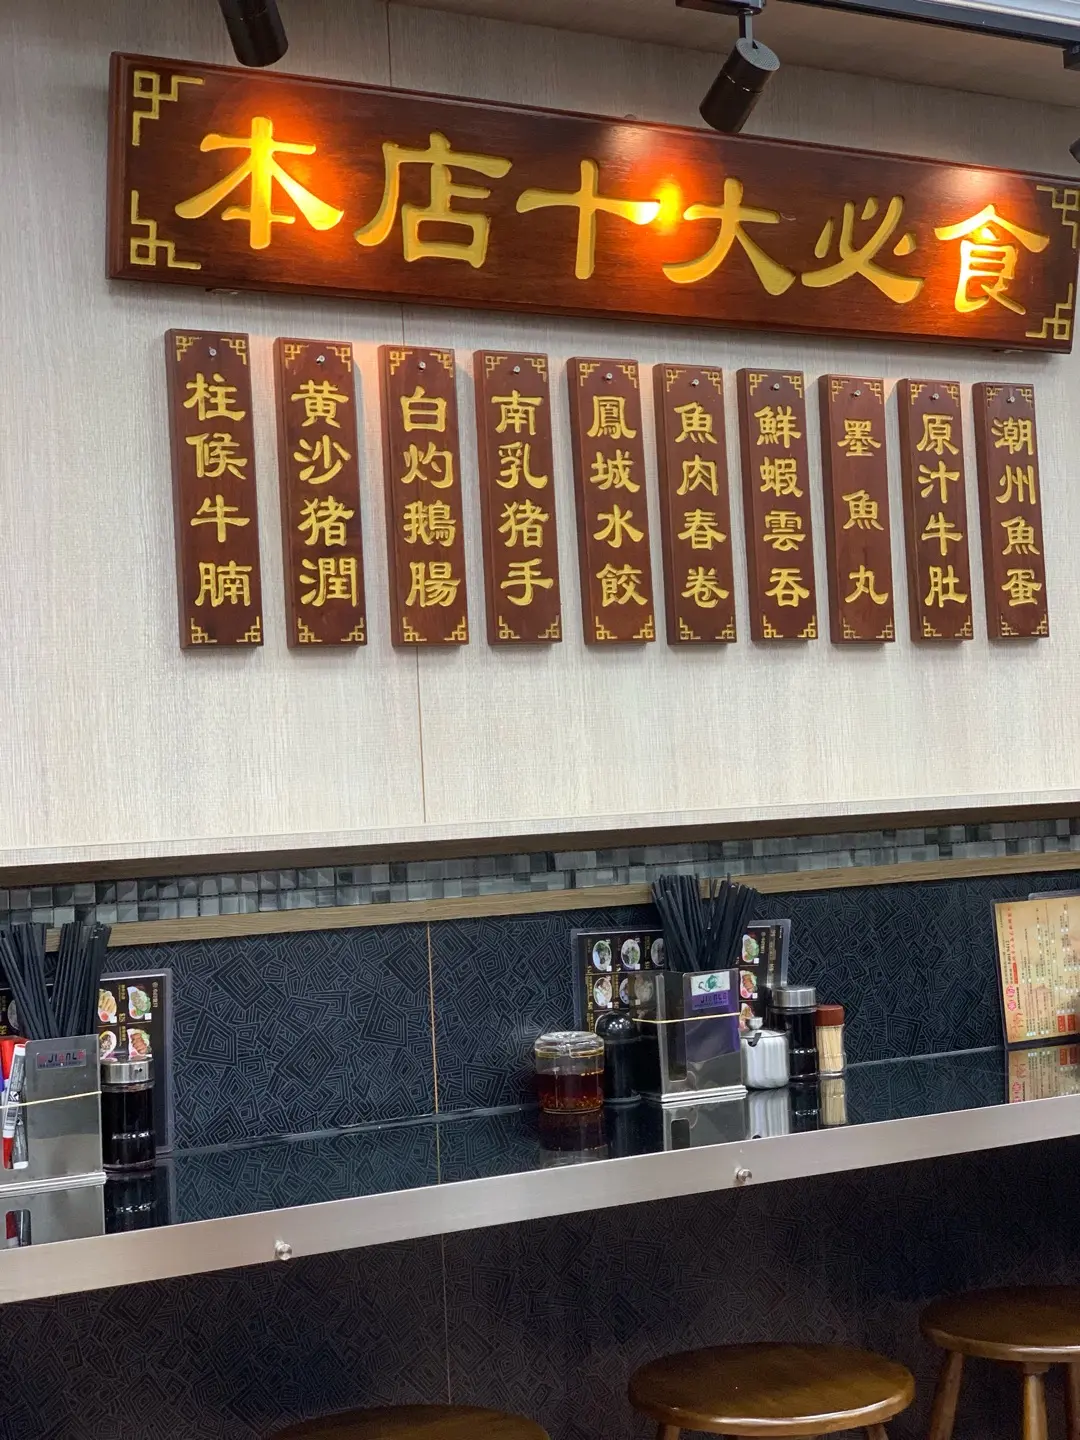 本店十大必食
柱侯牛腩
黄沙猪潤
白灼鵝腸
南乳猪手
鳳城水餃
魚肉春卷
鮮蝦雲吞
墨魚丸
原汁牛肚
潮州魚蛋